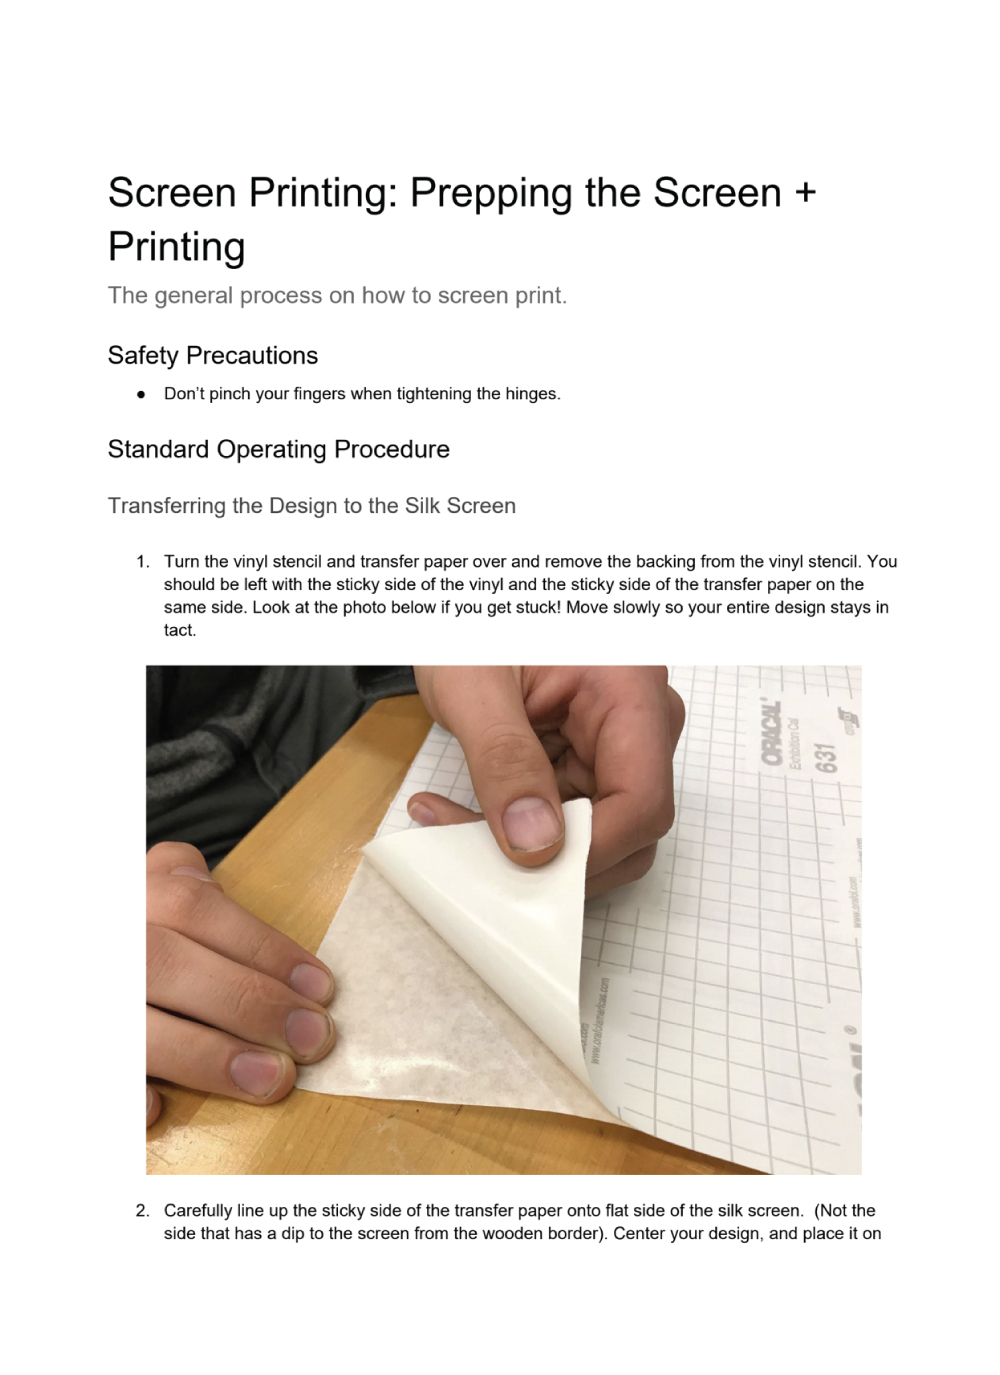 Screen Printing: Prepping the Screen +
Printing
The general process on how to screen print.
Safety Precautions
● Don't pinch your fingers when tightening the hinges.
Standard Operating Procedure
Transferring the Design to the Silk Screen
1. Turn the vinyl stencil and transfer paper over and remove the backing from the vinyl stencil. You
should be left with the sticky side of the vinyl and the sticky side of the transfer paper on the
same side. Look at the photo below if you get stuck! Move slowly so your entire design stays in
tact.
ORACAL
Exhibition Cal
631
www.orafolamericas.com
2. Carefully line up the sticky side of the transfer paper onto flat side of the silk screen.  (Not the
side that has a dip to the screen from the wooden border). Center your design, and place it on